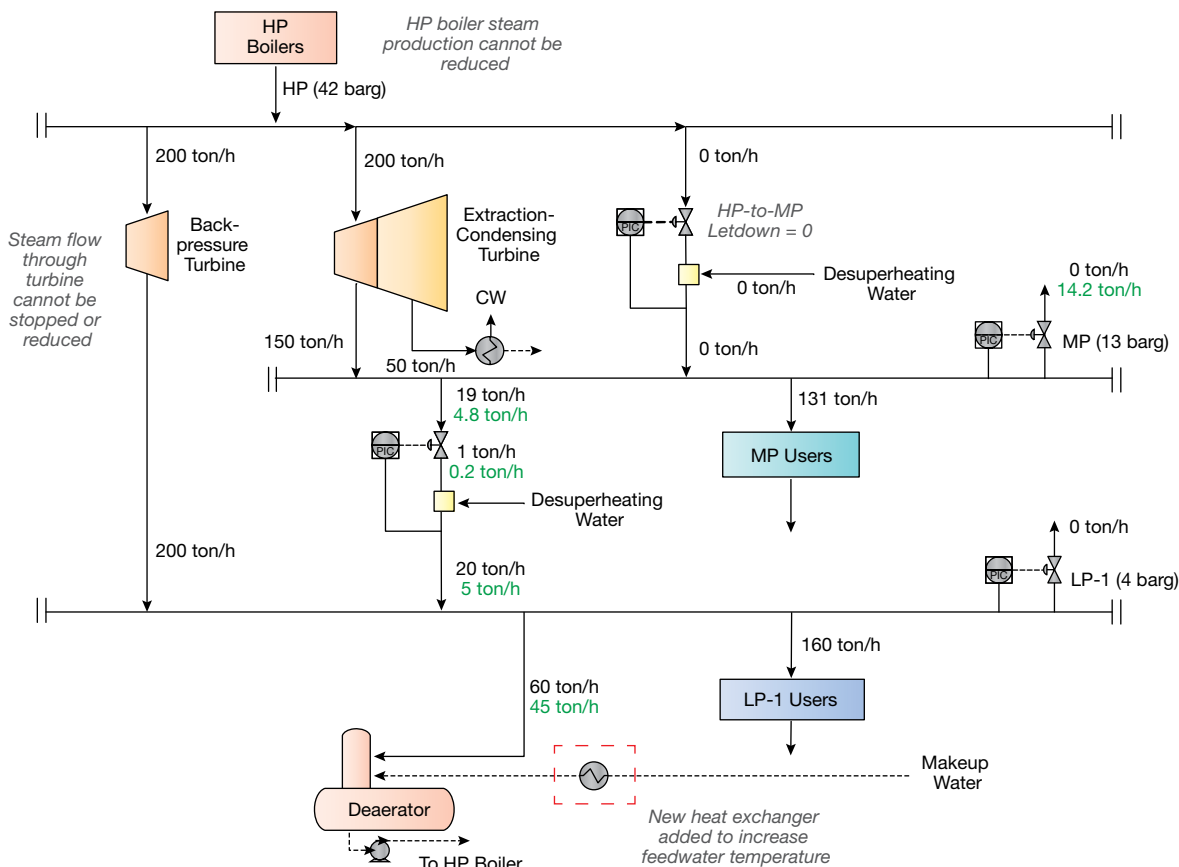 HP
Boilers
HP boiler steam
production cannot be
reduced
HP (42 barg)
200 ton/h
200 ton/h
0 ton/h
Steam flow
through
turbine
cannot be
stopped or
reduced
Back-
pressure
Turbine
Extraction-
Condensing
Turbine
PIC
HP-to-MP
Letdown = 0
Desuperheating
Water
0 ton/h
0 ton/h
14.2 ton/h
CW
150 ton/h
50 ton/h
0 ton/h
PIC
MP (13 barg)
19 ton/h
4.8 ton/h
131 ton/h
PIC
1 ton/h
0.2 ton/h
MP Users
Desuperheating
Water
200 ton/h
20 ton/h
5 ton/h
0 ton/h
PIC
LP-1 (4 barg)
160 ton/h
60 ton/h
45 ton/h
LP-1 Users
Makeup
Water
Deaerator
New heat exchanger
added to increase
feedwater temperature
To HP Boiler